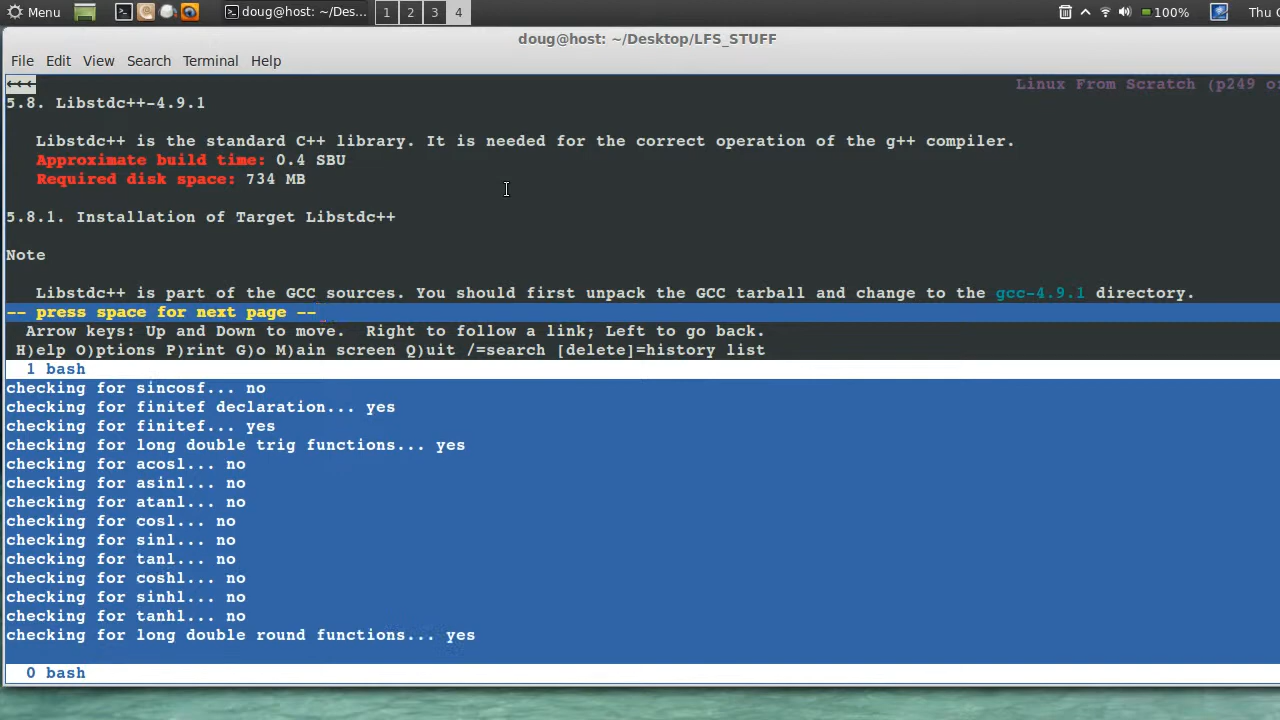 Menu
doug@host: ~/Des...
1 2 3 4
100%
Thu
doug@host: ~/Desktop/LFS_STUFF
File Edit View Search Terminal Help
←←←
Linux From Scratch (p249 o
5.8. Libstdc++-4.9.1
Libstdc++ is the standard C++ library. It is needed for the correct operation of the g++ compiler.
Approximate build time: 0.4 SBU
Required disk space: 734 MB
5.8.1. Installation of Target Libstdc++
Note
Libstdc++ is part of the GCC sources. You should first unpack the GCC tarball and change to the gcc-4.9.1 directory.
-- press space for next page --
Arrow keys: Up and Down to move. Right to follow a link; Left to go back.
H)elp O)ptions P)rint G)o M)ain screen Q)uit /=search [delete]=history list
1 bash
checking for sincosf... no
checking for finitef declaration... yes
checking for finitef... yes
checking for long double trig functions... yes
checking for acosl... no
checking for asinl... no
checking for atanl... no
checking for cosl... no
checking for sinl... no
checking for tanl... no
checking for coshl... no
checking for sinhl... no
checking for tanhl... no
checking for long double round functions... yes
0 bash